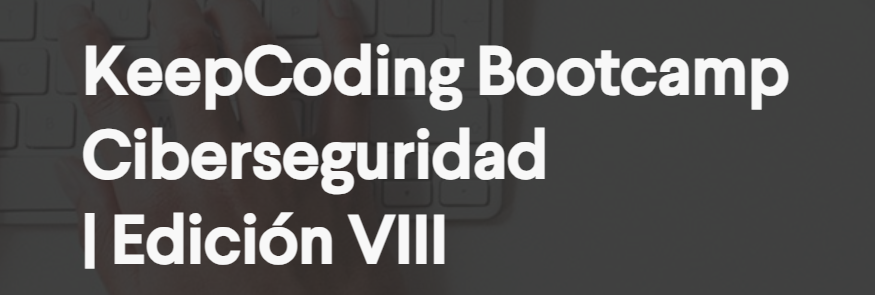 KeepCoding Bootcamp
Ciberseguridad
| Edición VIII